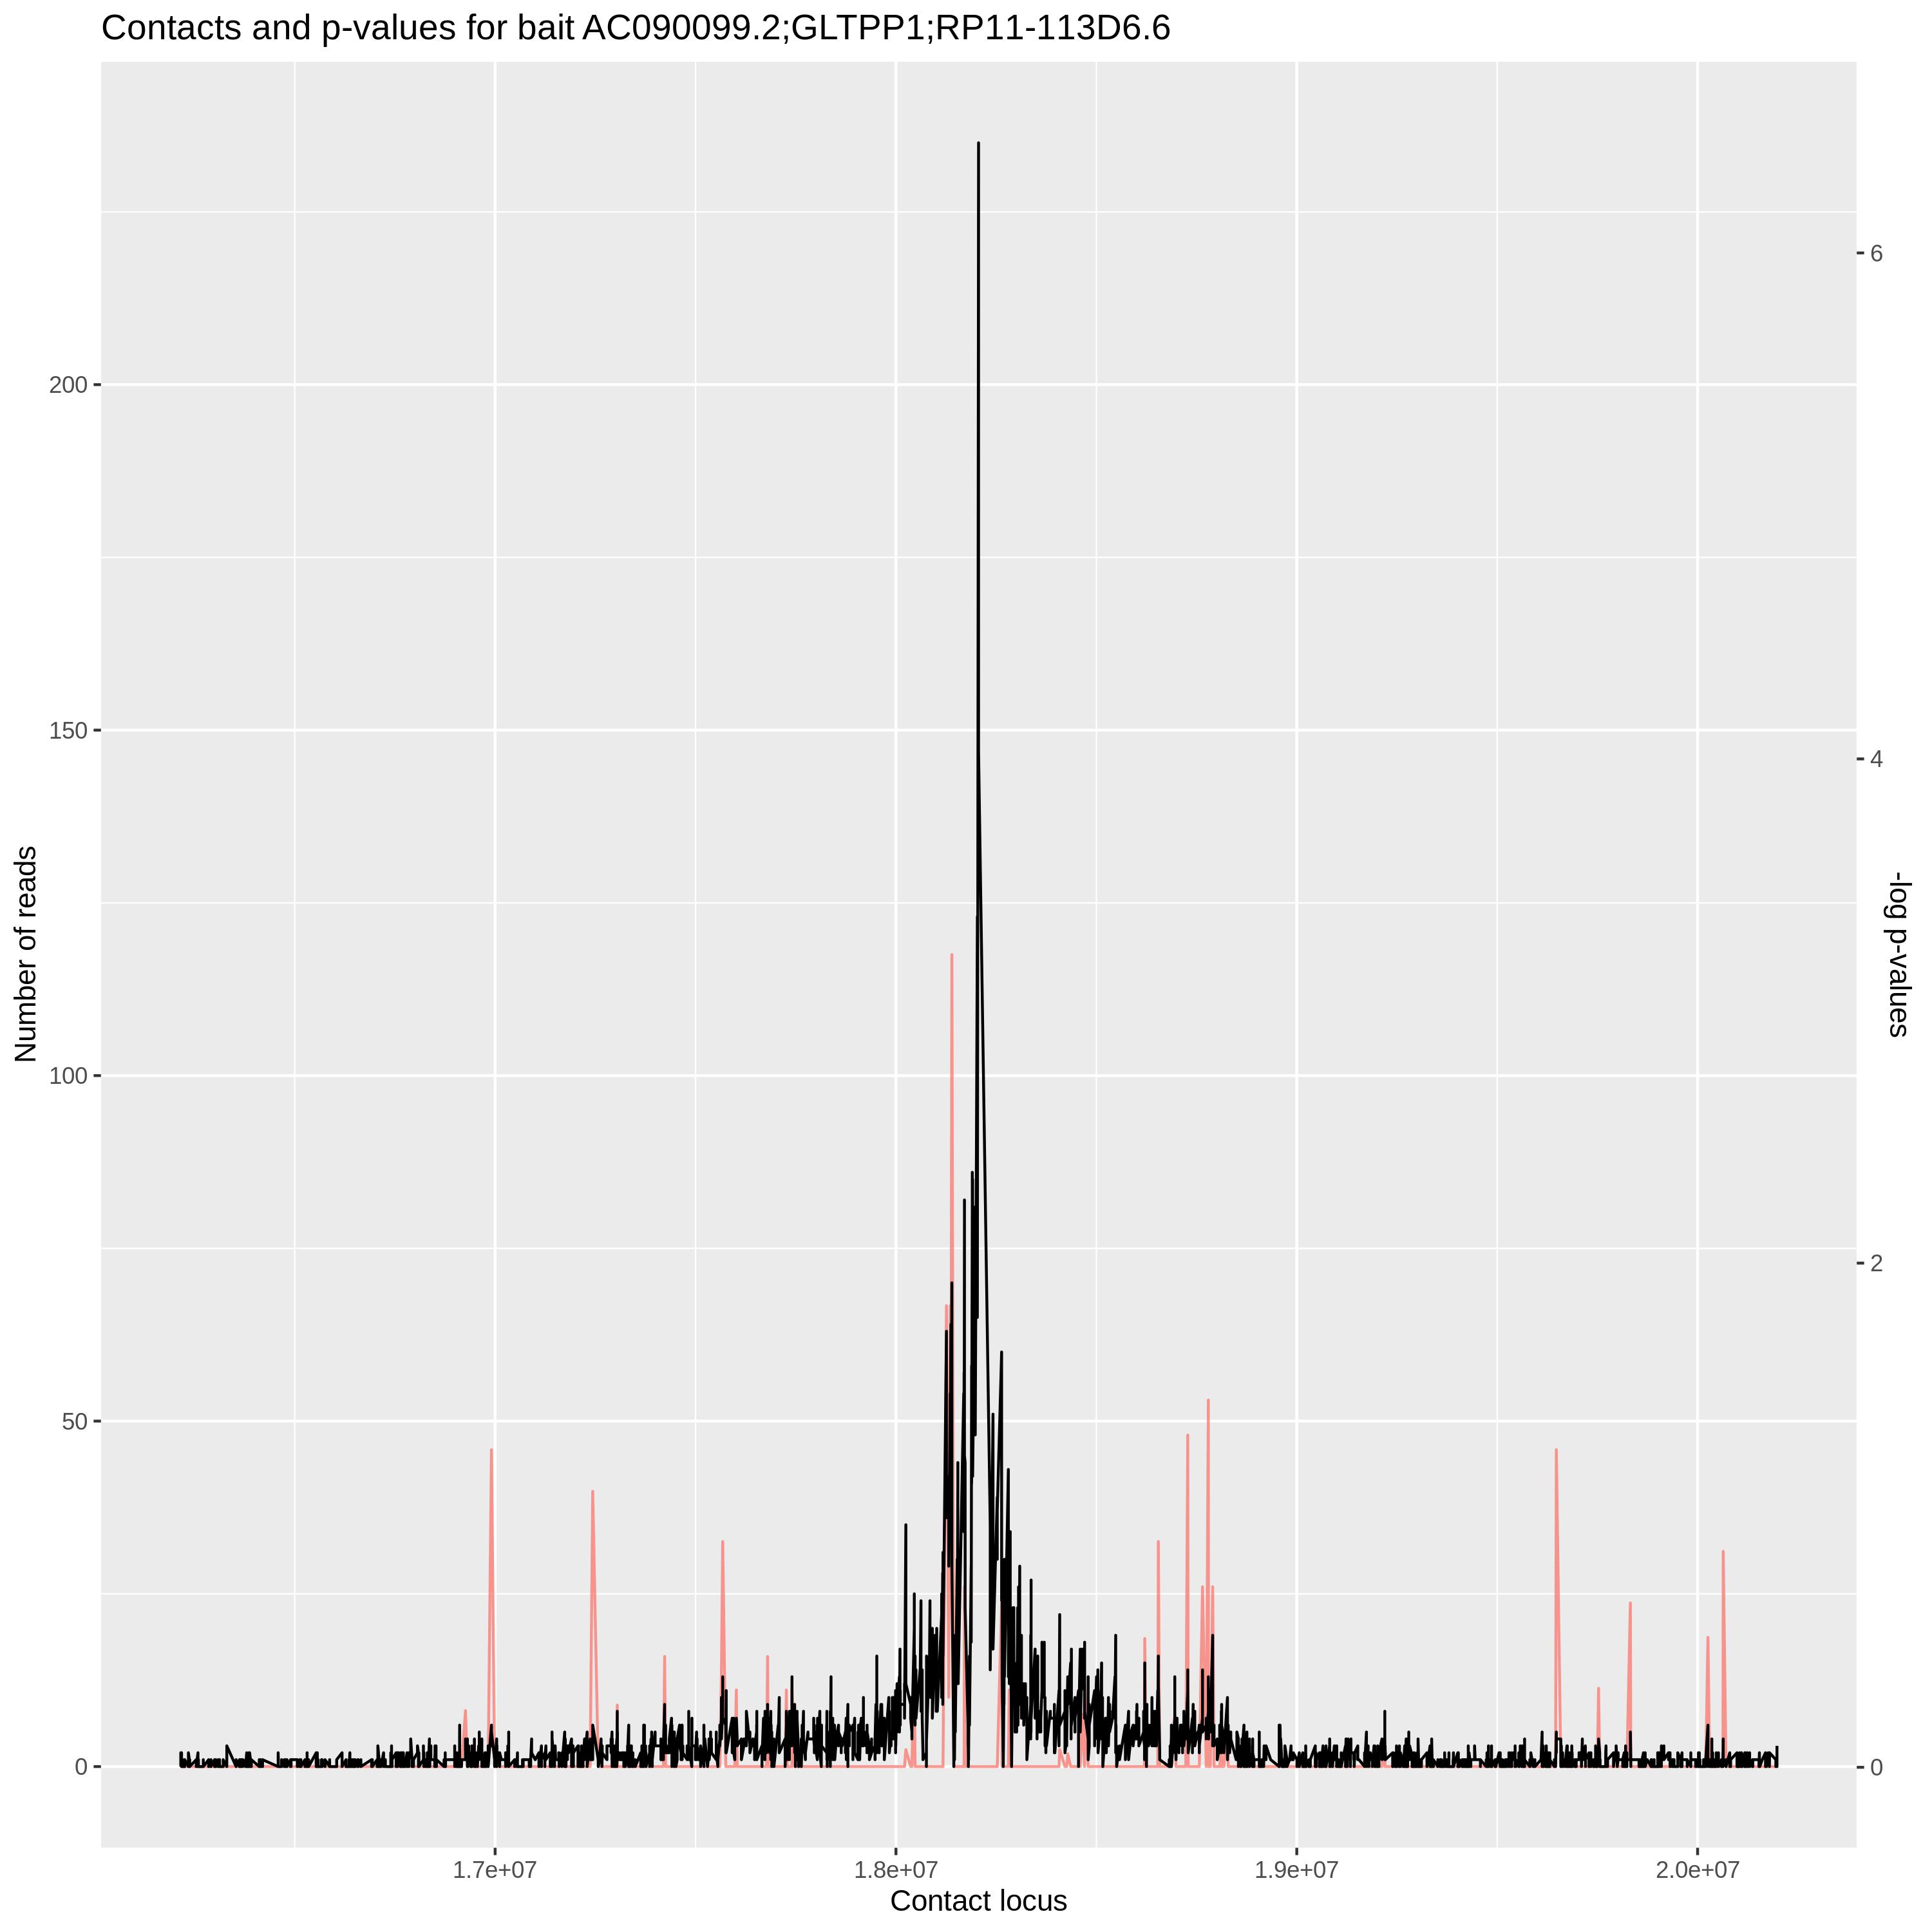 Contacts and p-values for bait AC090099.2;GLTPP1;RP11-113D6.6
200
150
100
50
0
Number of reads
6
4
2
0
-log p-values
1.7e+07
1.8e+07
1.9e+07
2.0e+07
Contact locus